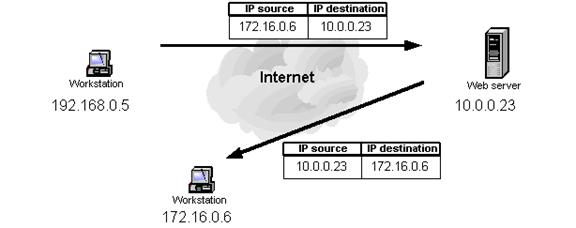 IP source IP destination
172.16.0.6 10.0.0.23
Internet
Workstation
192.168.0.5
Web server
10.0.0.23
IP source IP destination
10.0.0.23 172.16.0.6
Workstation
172.16.0.6